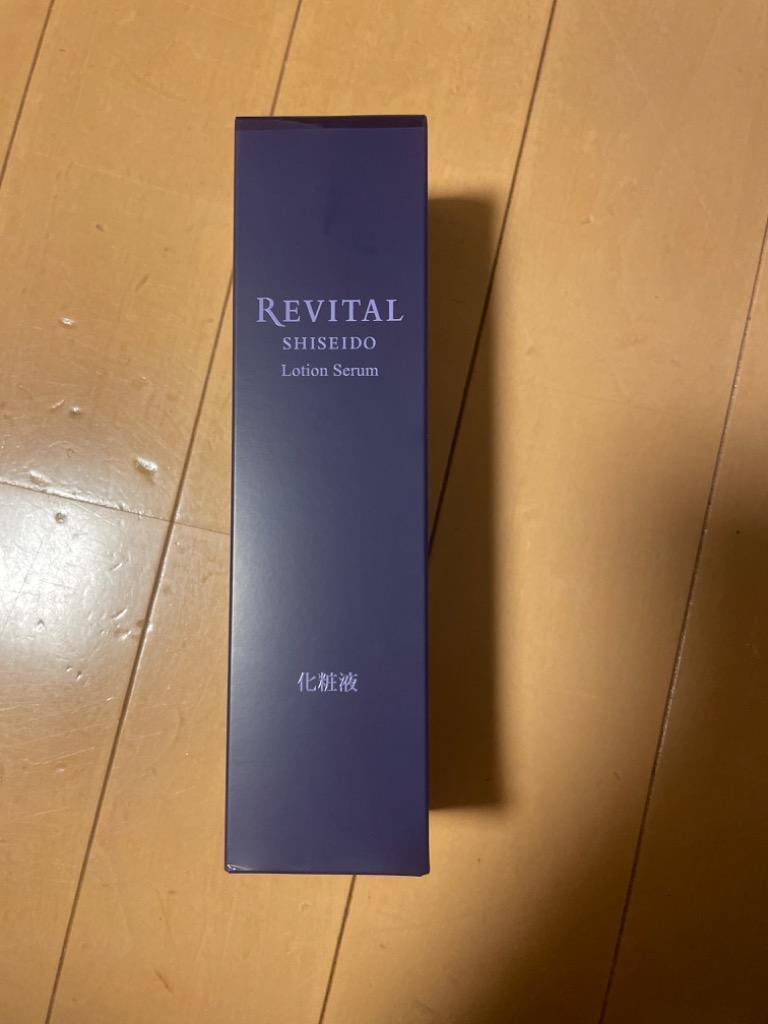 REVITAL
SHISEIDO
Lotion Serum
化粧液